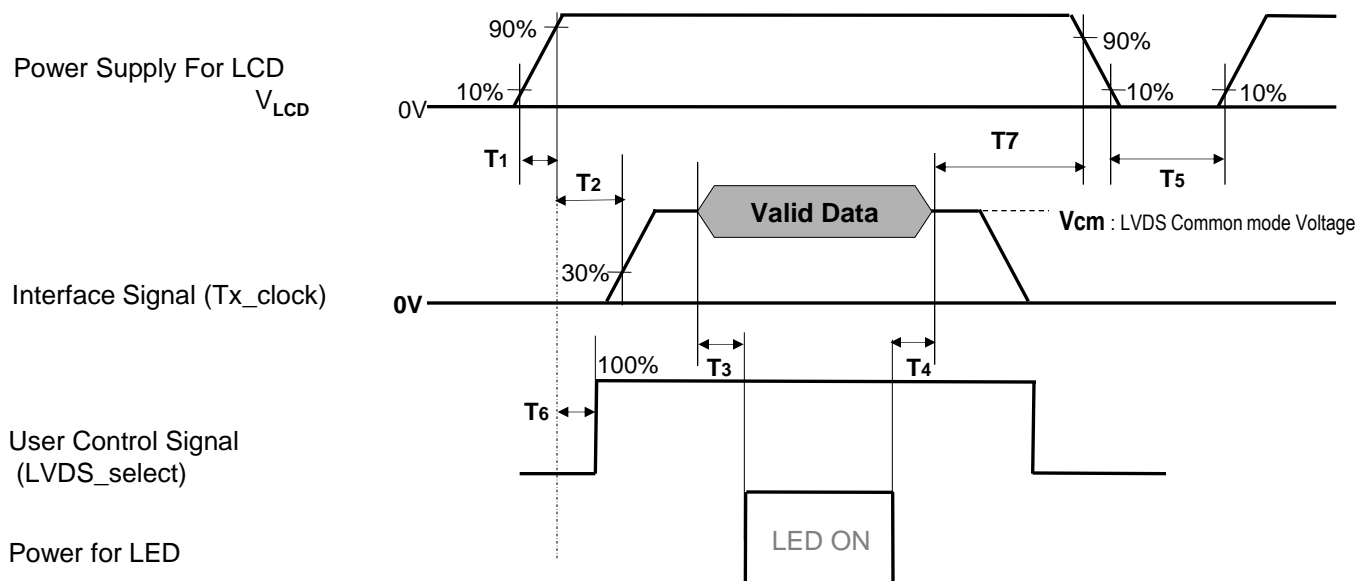 90%
90%
Power Supply For LCD
VLCD
10%
10%
10%
0V
T1
T7
T2
T5
Valid Data
Vcm : LVDS Common mode Voltage
30%
Interface Signal (Tx_clock)
0V
T3
T4
100%
T6
User Control Signal
(LVDS_select)
LED ON
Power for LED